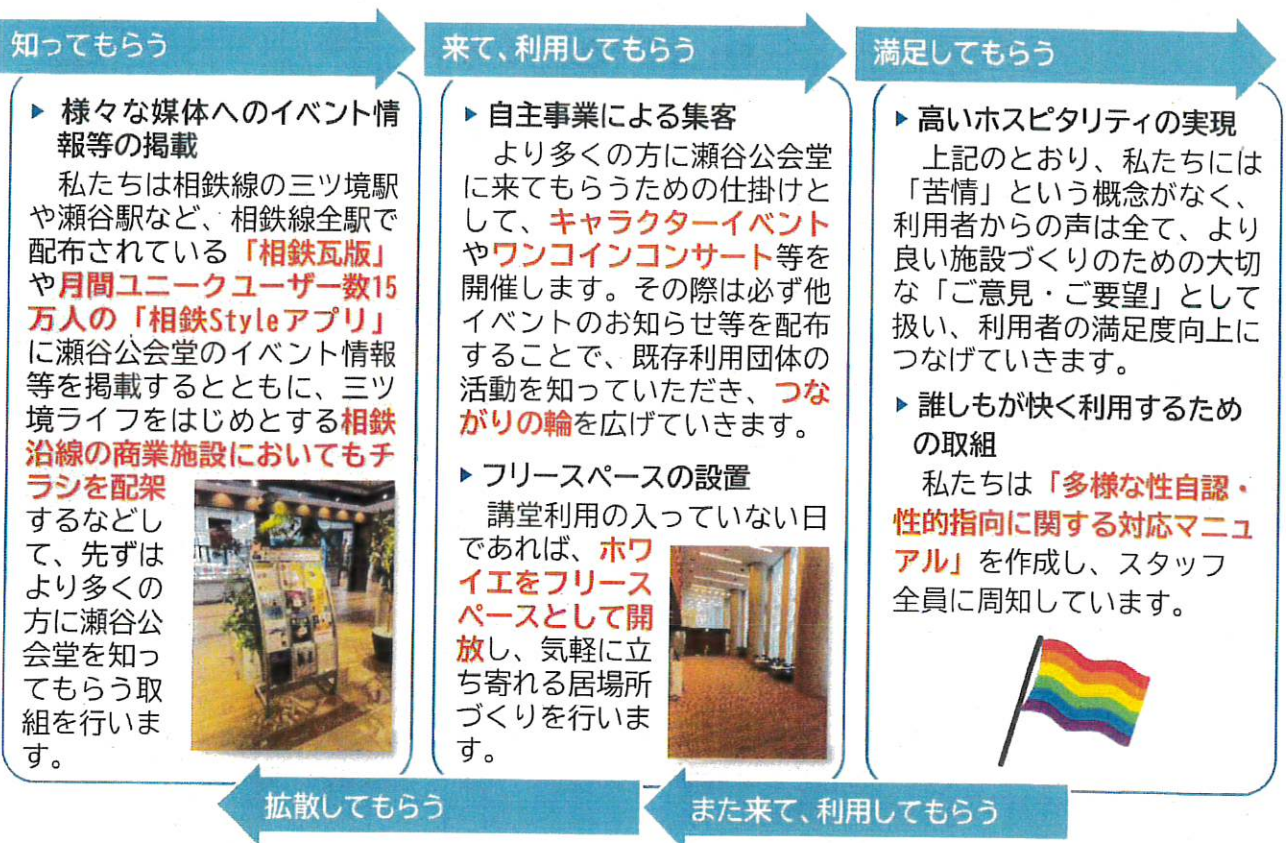 知ってもらう
▶ 様々な媒体へのイベント情
報等の掲載
私たちは相鉄線の三ツ境駅
や瀬谷駅など、相鉄線全駅で
配布されている「相鉄瓦版」
や月間ユニークユーザー数15
万人の「相鉄Styleアプリ」
に瀬谷公会堂のイベント情報
等を掲載するとともに、三ツ
境ライフをはじめとする相鉄
沿線の商業施設においてもチ
ラシを配架
するなどし
て、先ずは
より多くの
方に瀬谷公
会堂を知っ
てもらう取
組を行いま
す。
来て、利用してもらう
▶ 自主事業による集客
より多くの方に瀬谷公会堂
に来てもらうための仕掛けと
して、キャラクターイベント
やワンコインコンサート等を
開催します。その際は必ず他
イベントのお知らせ等を配布
することで、既存利用団体の
活動を知っていただき、つな
がりの輪を広げていきます。
▶ フリースペースの設置
講堂利用の入っていない日
であれば、ホワ
イエをフリース
ペースとして開
放し、気軽に立
ち寄れる居場所
づくりを行いま
す。
満足してもらう
▶ 高いホスピタリティの実現
上記のとおり、私たちには
「苦情」という概念がなく、
利用者からの声は全て、より
良い施設づくりのための大切
な「ご意見・ご要望」として
扱い、利用者の満足度向上に
つなげていきます。
▶ 誰しもが快く利用するため
の取組
私たちは「多様な性自認・
性的指向に関する対応マニュ
アル」を作成し、スタッフ
全員に周知しています。
拡散してもらう
また来て、利用してもらう